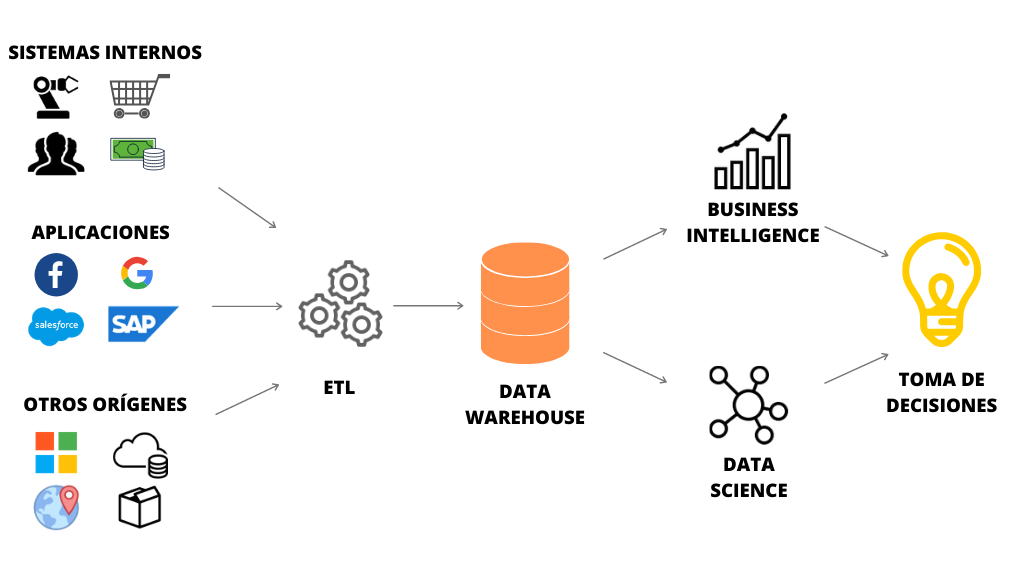 SISTEMAS INTERNOS
APLICACIONES
f
G
salesforce
SAP
OTROS ORÍGENES
ETL
DATA
WAREHOUSE
BUSINESS
INTELLIGENCE
DATA
SCIENCE
TOMA DE
DECISIONES